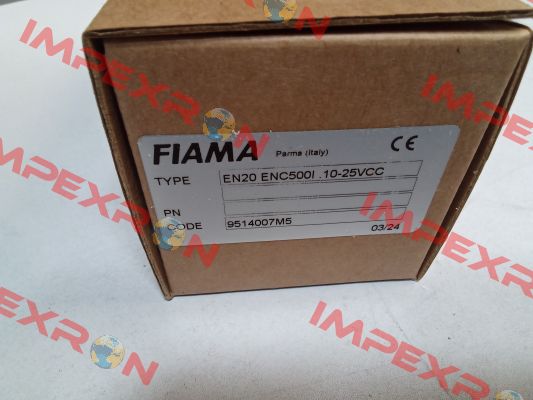 FIAMA Parma (Italy) CE
TYPE EN20 ENC500I .10-25VCC
PN
CODE 9514007M5 03/24
IMPEXRON
IMPEXRON
IMPEXRON
IMPEXRON
IMPEXRON